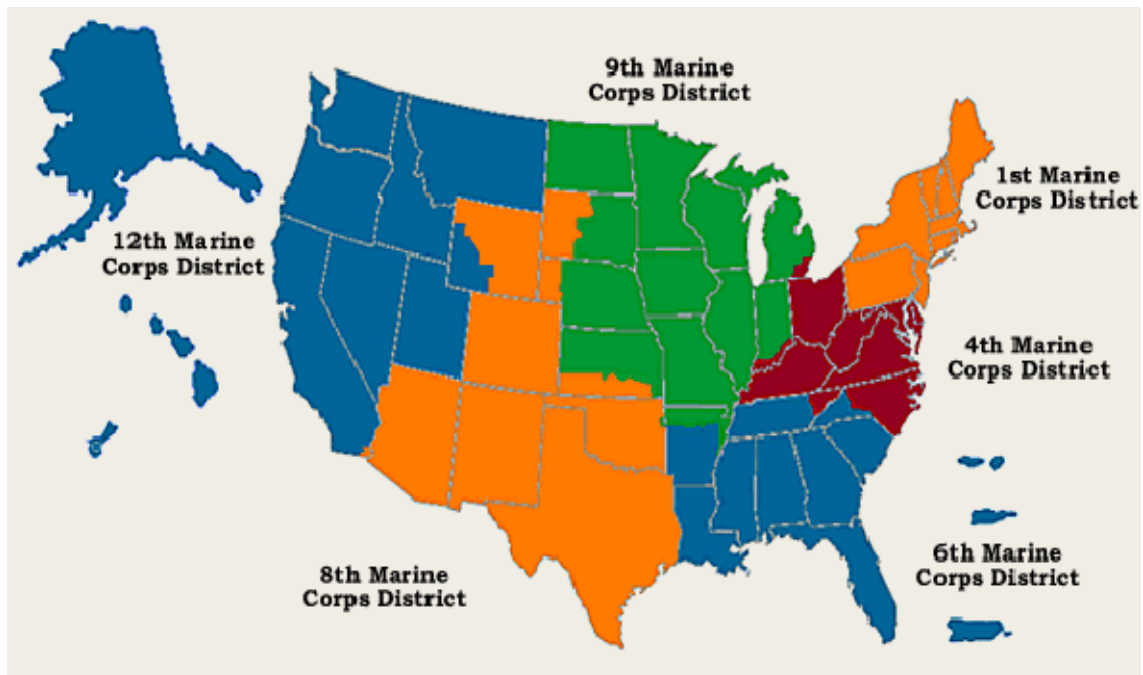 9th Marine
Corps District
1st Marine
Corps District
12th Marine
Corps District
4th Marine
Corps District
6th Marine
Corps District
8th Marine
Corps District